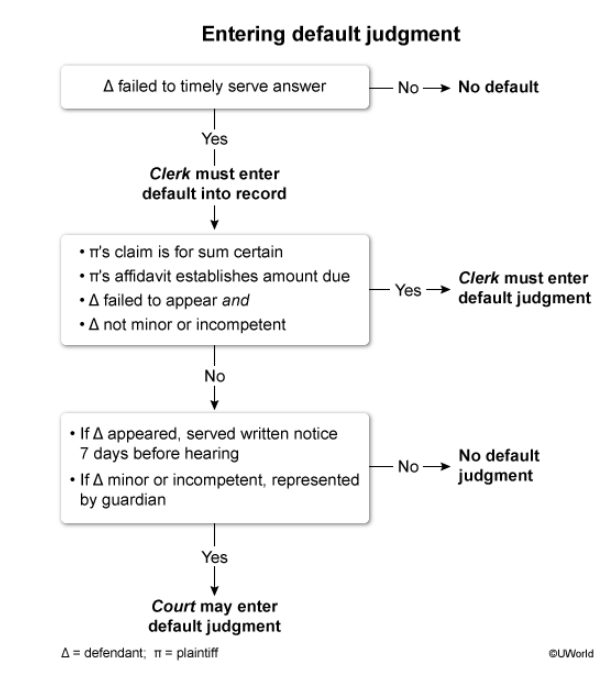 Entering default judgment
Δ failed to timely serve answer
No
No default
Yes
Clerk must enter
default into record
• π's claim is for sum certain
• π's affidavit establishes amount due
• Δ failed to appear and
• Δ not minor or incompetent
Yes
Clerk must enter
default judgment
No
• If Δ appeared, served written notice
7 days before hearing
• If Δ minor or incompetent, represented
by guardian
No
No default
judgment
Yes
Court may enter
default judgment
Δ = defendant; π = plaintiff
©UWorld